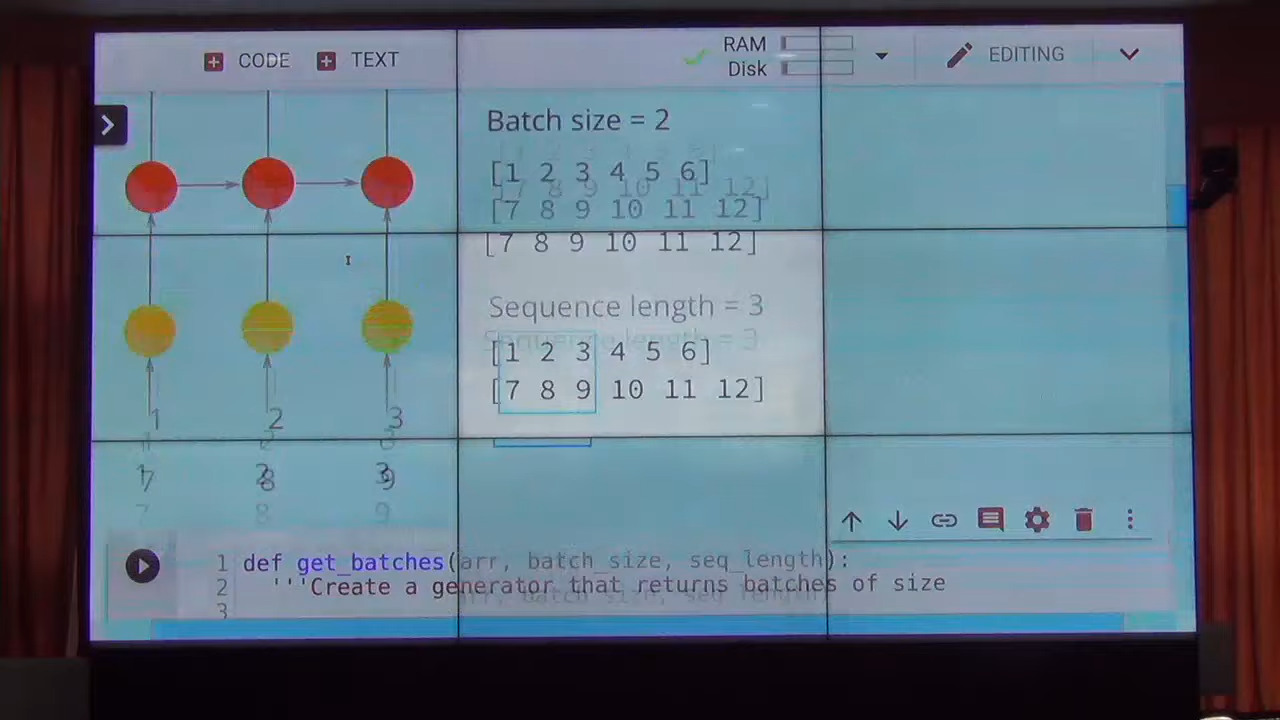 CODE TEXT RAM Disk EDITING
Batch size = 2
[1 2 3 4 5 6]
[7 8 9 10 11 12]
[7 8 9 10 11 12]
Sequence length = 3
[1 2 3 4 5 6]
[7 8 9 10 11 12]
1 2 3
7 8 9
1 def get_batches(arr, batch_size, seq_length):
2 '''Create a generator that returns batches of size
3